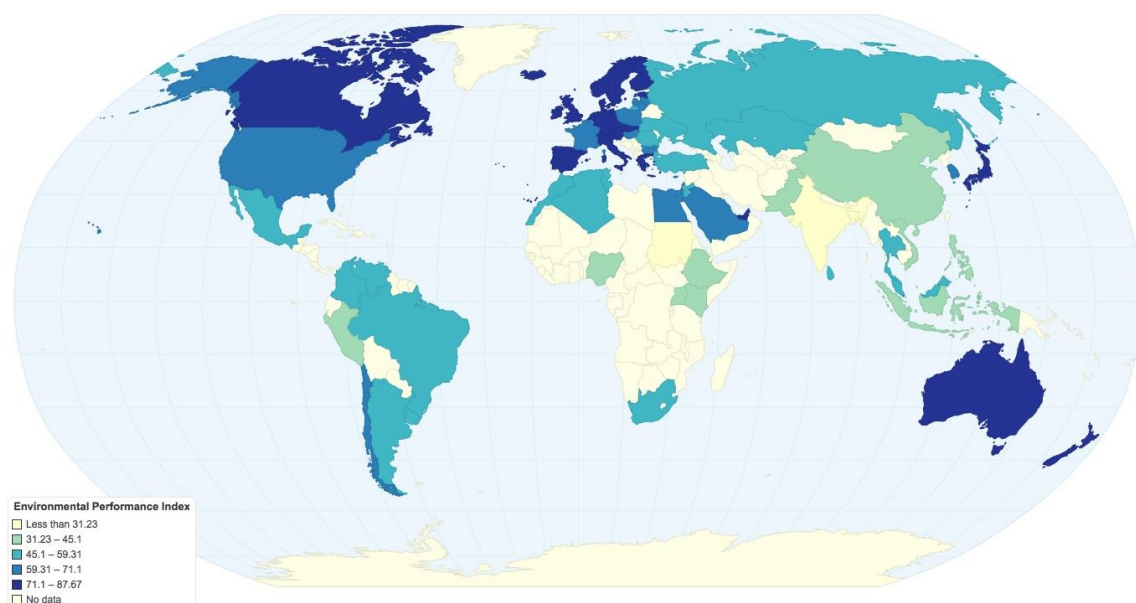 Environmental Performance Index
Less than 31.23
31.23 – 45.1
45.1 – 59.31
59.31 – 71.1
71.1 – 87.67
No data